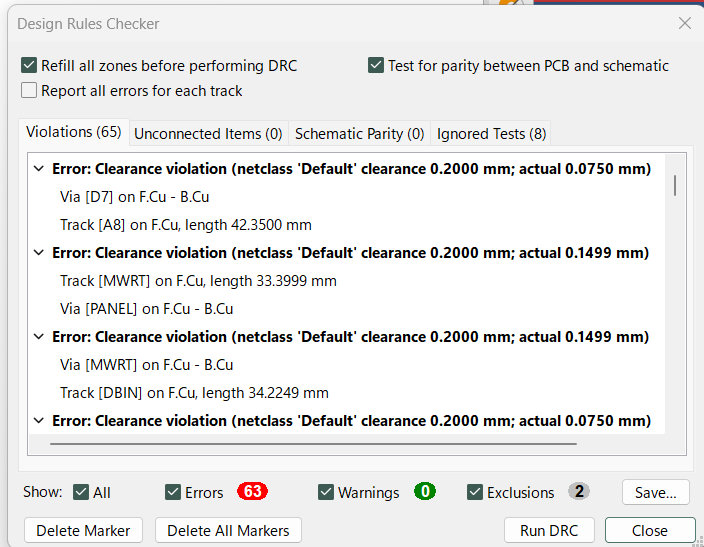 Design Rules Checker
Refill all zones before performing DRC
Test for parity between PCB and schematic
Report all errors for each track
Violations (65) Unconnected Items (0) Schematic Parity (0) Ignored Tests (8)
Error: Clearance violation (netclass 'Default' clearance 0.2000 mm; actual 0.0750 mm)
Via [D7] on F.Cu - B.Cu
Track [A8] on F.Cu, length 42.3500 mm
Error: Clearance violation (netclass 'Default' clearance 0.2000 mm; actual 0.1499 mm)
Track [MWRT] on F.Cu, length 33.3999 mm
Via [PANEL] on F.Cu - B.Cu
Error: Clearance violation (netclass 'Default' clearance 0.2000 mm; actual 0.1499 mm)
Via [MWRT] on F.Cu - B.Cu
Track [DBIN] on F.Cu, length 34.2249 mm
Error: Clearance violation (netclass 'Default' clearance 0.2000 mm; actual 0.0750 mm)
Show: All Errors 63 Warnings 0 Exclusions 2 Save...
Delete Marker Delete All Markers Run DRC Close